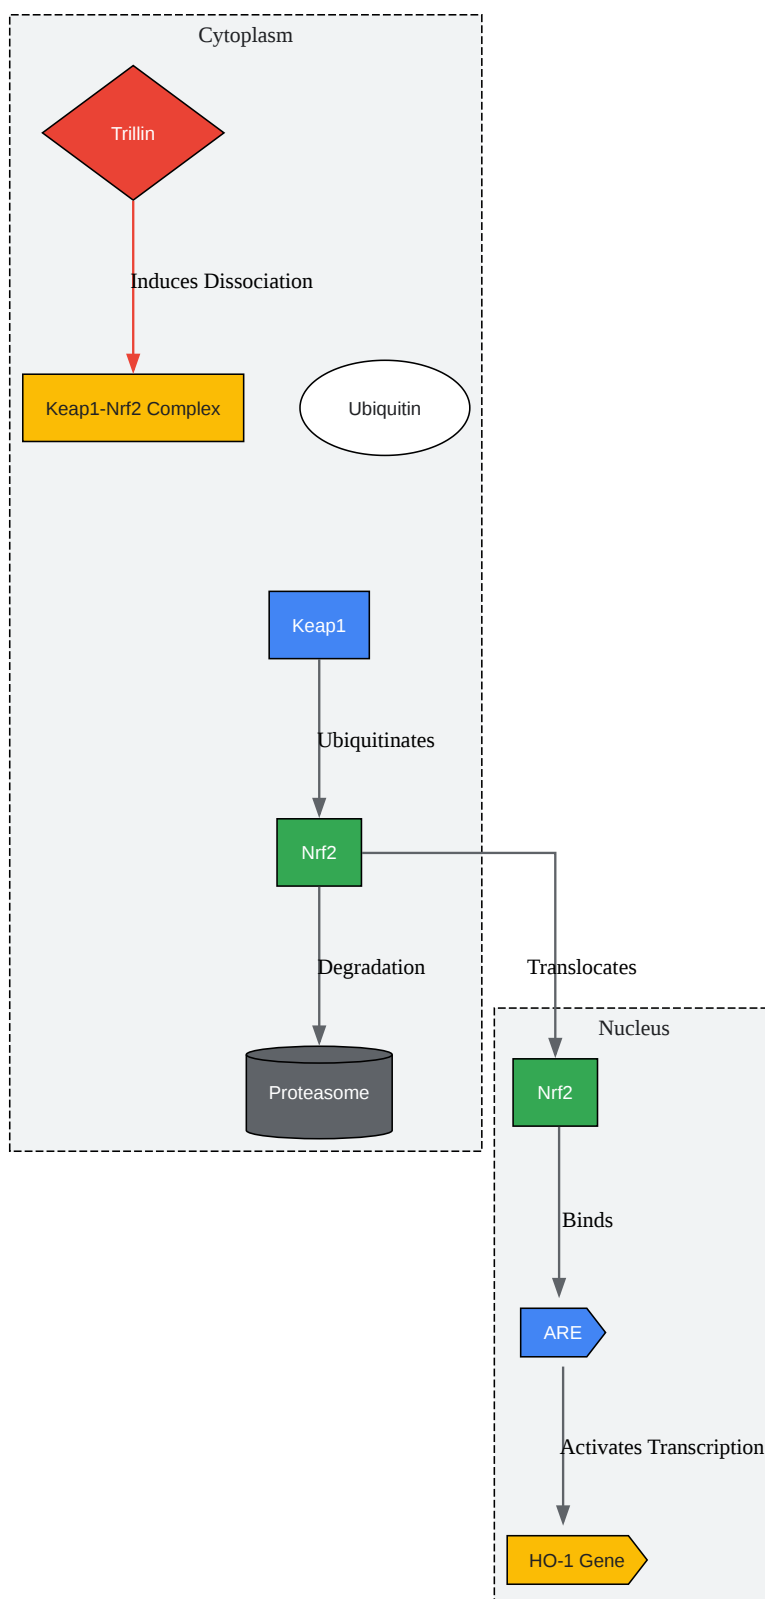 Cytoplasm
Trillin
Induces Dissociation
Keap1-Nrf2 Complex
Ubiquitin
Keap1
Ubiquitinates
Nrf2
Degradation
Translocates
Proteasome
Nucleus
Nrf2
Binds
ARE
Activates Transcription
HO-1 Gene